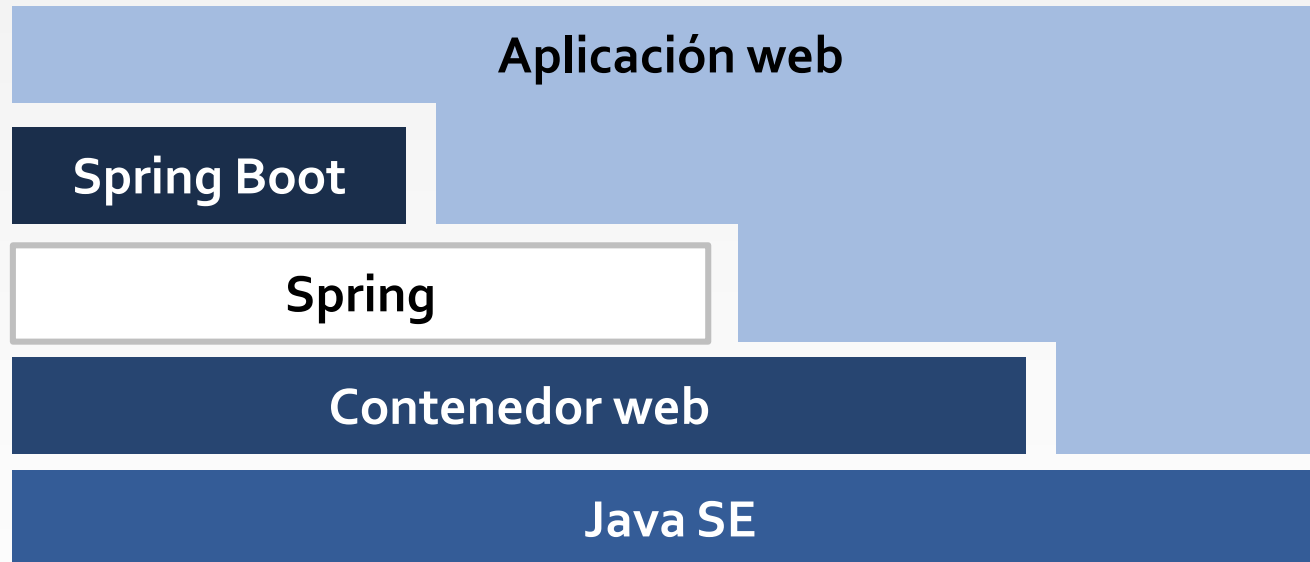 Aplicación web
Spring Boot
Spring
Contenedor web
Java SE